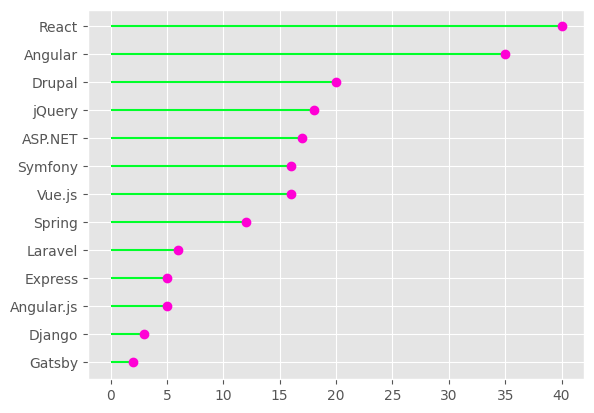 React
Angular
Drupal
jQuery
ASP.NET
Symfony
Vue.js
Spring
Laravel
Express
Angular.js
Django
Gatsby
0 5 10 15 20 25 30 35 40